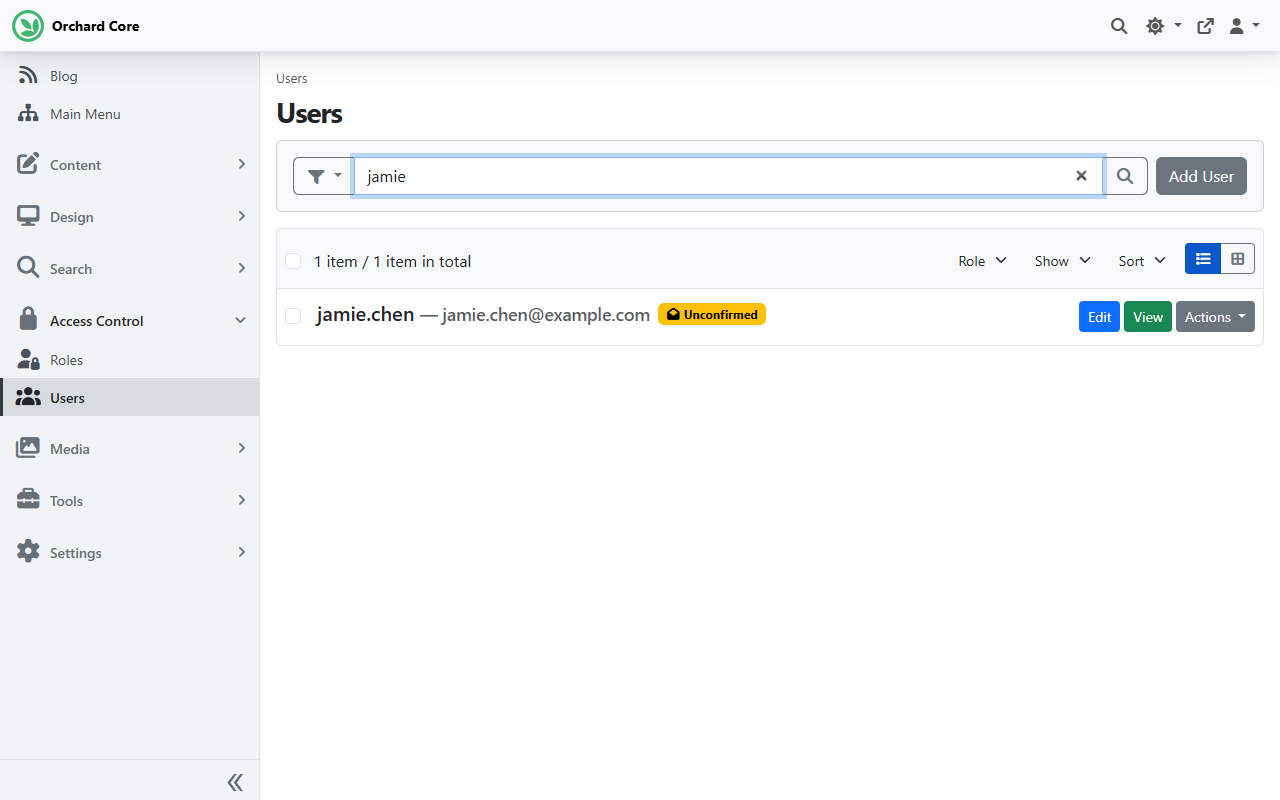 Orchard Core
Blog
Main Menu
Content
Design
Search
Access Control
Roles
Users
Media
Tools
Settings
Users
Users
jamie
Add User
1 item / 1 item in total
Role
Show
Sort
jamie.chen — jamie.chen@example.com Unconfirmed
Edit View Actions